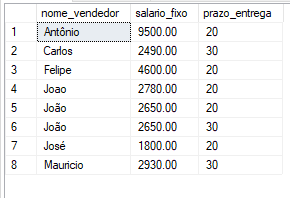 nome_vendedor salario_fixo prazo_entrega
1 Antônio 9500.00 20
2 Carlos 2490.00 30
3 Felipe 4600.00 20
4 Joao 2780.00 20
5 João 2650.00 20
6 João 2650.00 30
7 José 1800.00 20
8 Mauricio 2930.00 30